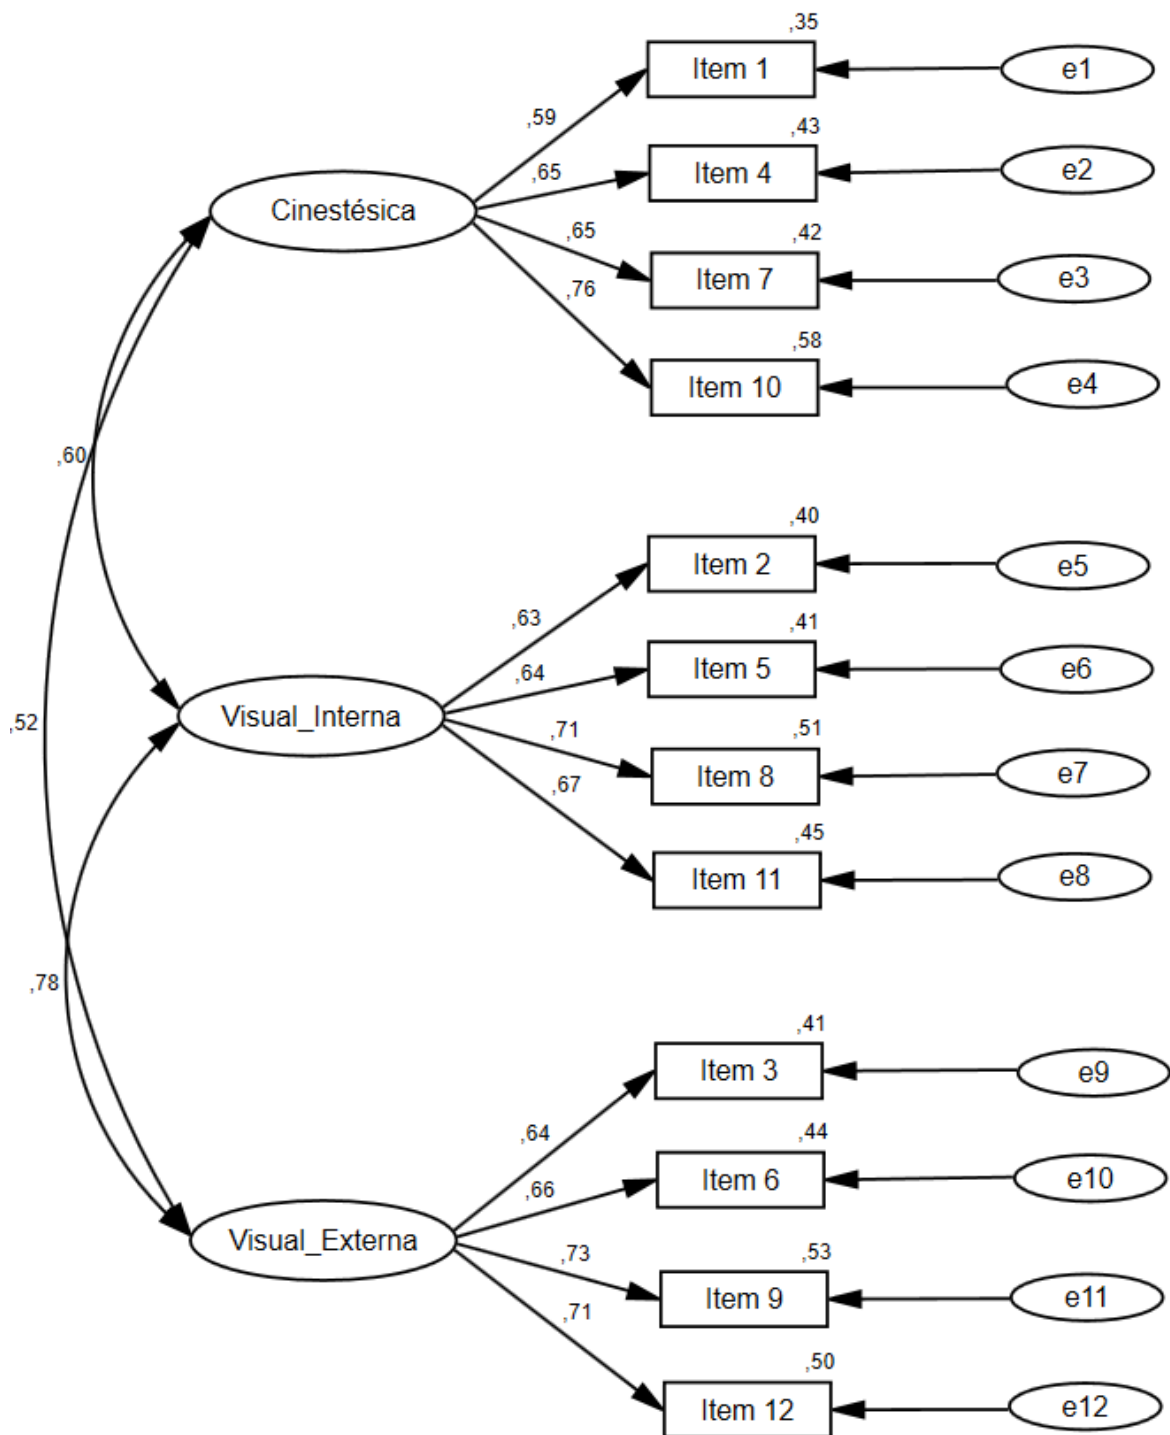 ,35
Item 1
e1
,59
,43
Item 4
e2
,65
Cinestésica
,65
,42
Item 7
e3
,76
,58
Item 10
e4
,60
,40
Item 2
e5
,63
,41
Item 5
e6
,64
Visual_Interna
,52
,71
,51
Item 8
e7
,67
,45
Item 11
e8
,78
,41
Item 3
e9
,64
,44
Item 6
e10
,66
Visual_Externa
,73
,53
Item 9
e11
,71
,50
Item 12
e12